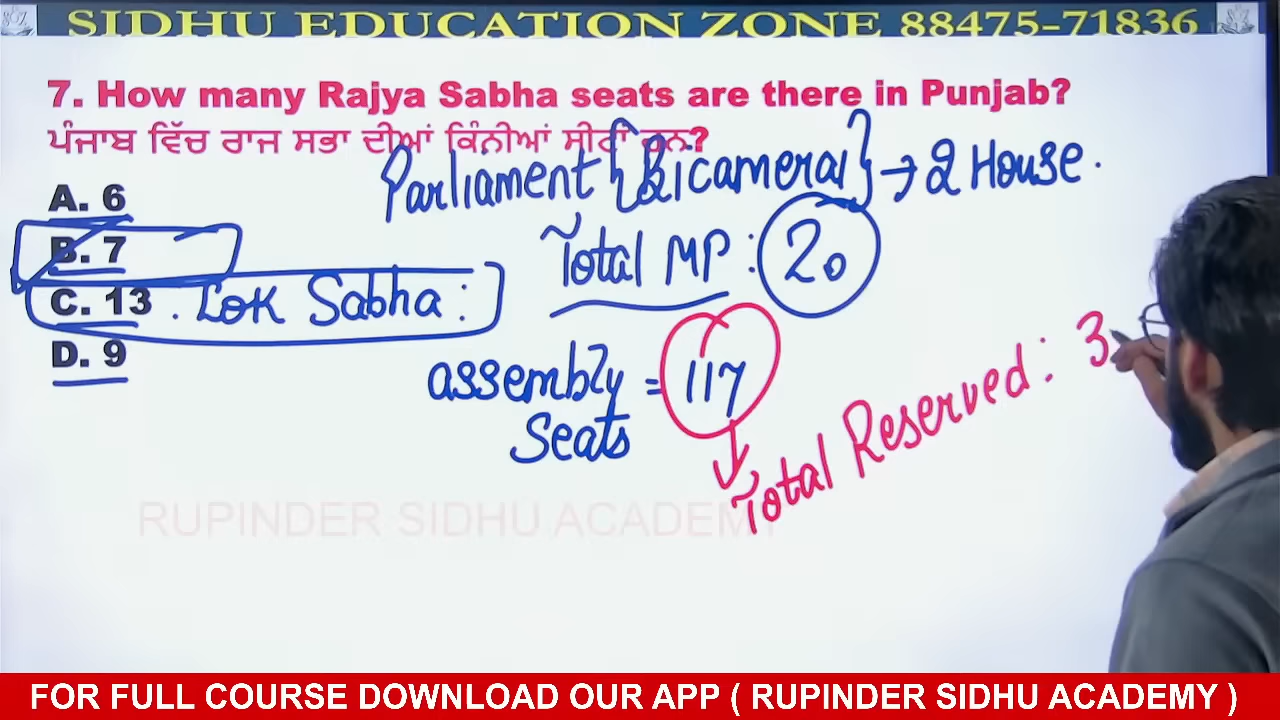 SIDHU EDUCATION ZONE 88475-71836
7. How many Rajya Sabha seats are there in Punjab?
ਪੰਜਾਬ ਵਿੱਚ ਰਾਜ ਸਭਾ ਦੀਆਂ ਕਿੰਨੀਆਂ ਸੀਟਾਂ ਹਨ?
Parliament {Bicameral} → 2 House.
A. 6
B. 7
Total MP : 20
C. 13 . Lok Sabha :
D. 9
assembly = 117
Seats
Total Reserved : 3
RUPINDER SIDHU ACADEMY
FOR FULL COURSE DOWNLOAD OUR APP ( RUPINDER SIDHU ACADEMY )